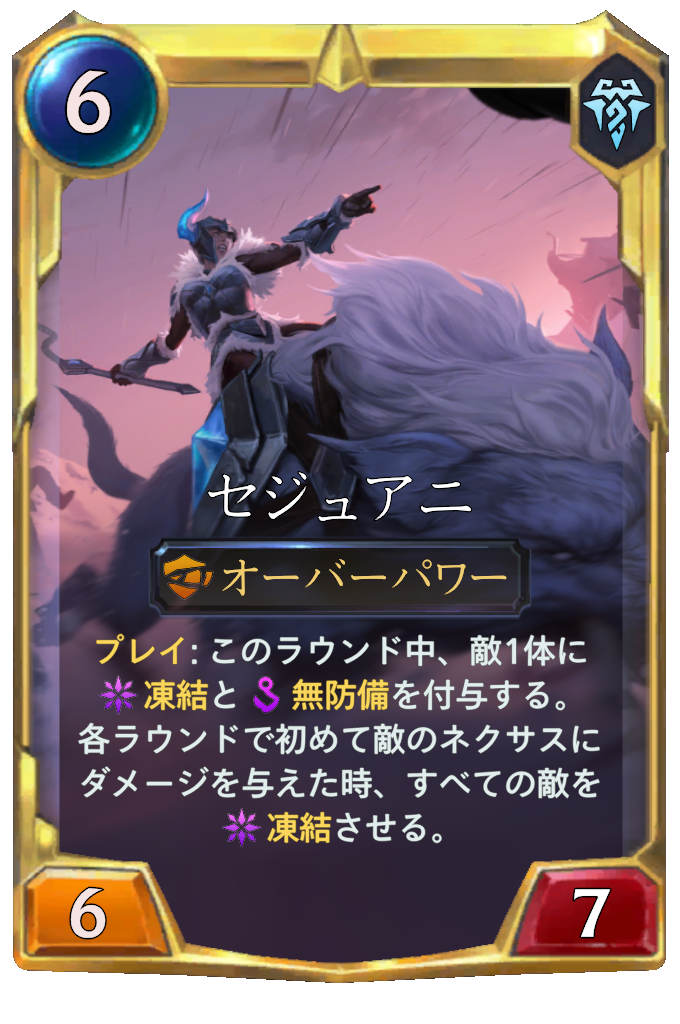 6
セジュアニ
オーバーパワー
プレイ: このラウンド中、敵1体に
凍結と 無防備を付与する。
各ラウンドで初めて敵のネクサスに
ダメージを与えた時、すべての敵を
凍結させる。
6
7